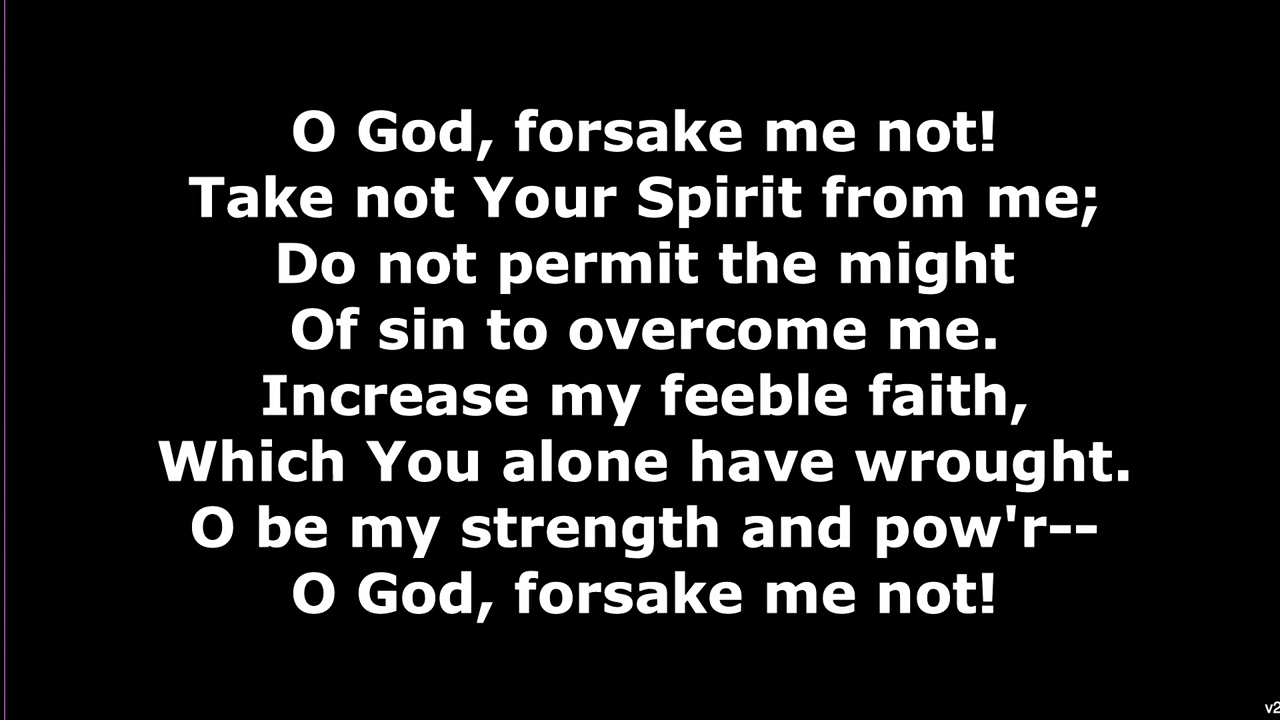 O God, forsake me not!
Take not Your Spirit from me;
Do not permit the might
Of sin to overcome me.
Increase my feeble faith,
Which You alone have wrought.
O be my strength and pow'r--
O God, forsake me not!
v2